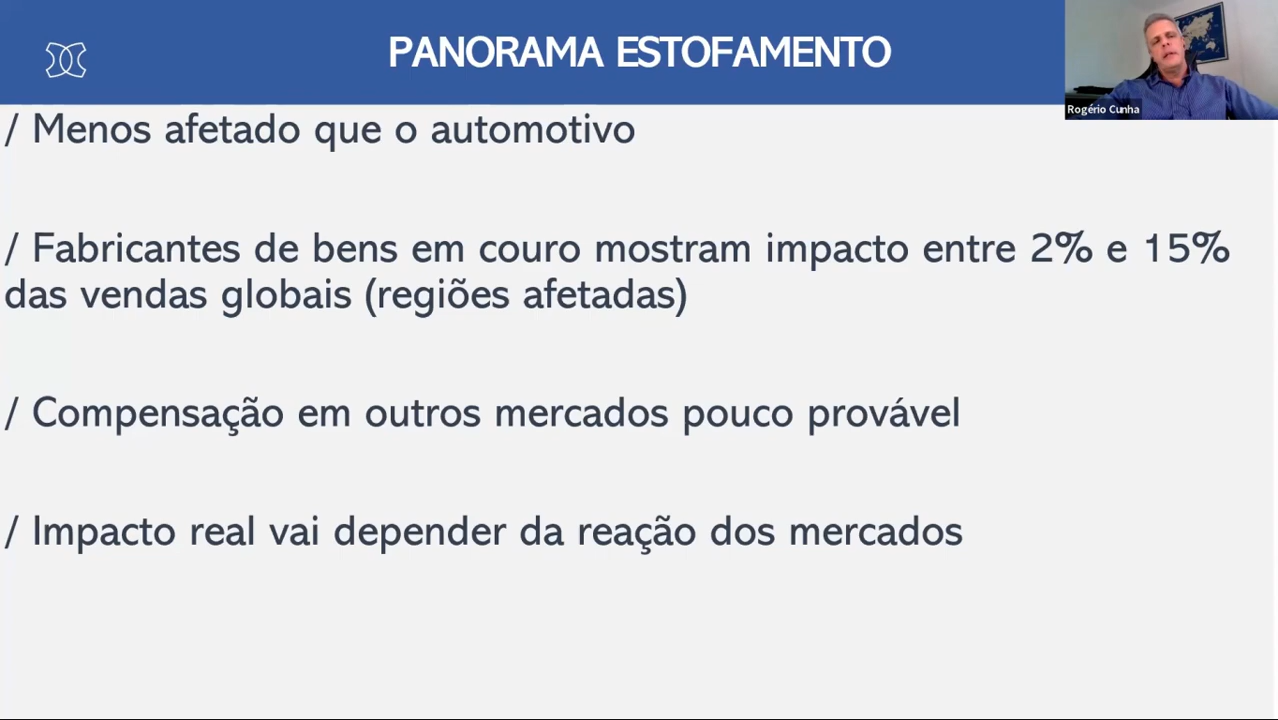 PANORAMA ESTOFAMENTO
Rogério Cunha
/ Menos afetado que o automotivo
/ Fabricantes de bens em couro mostram impacto entre 2% e 15%
das vendas globais (regiões afetadas)
/ Compensação em outros mercados pouco provável
/ Impacto real vai depender da reação dos mercados